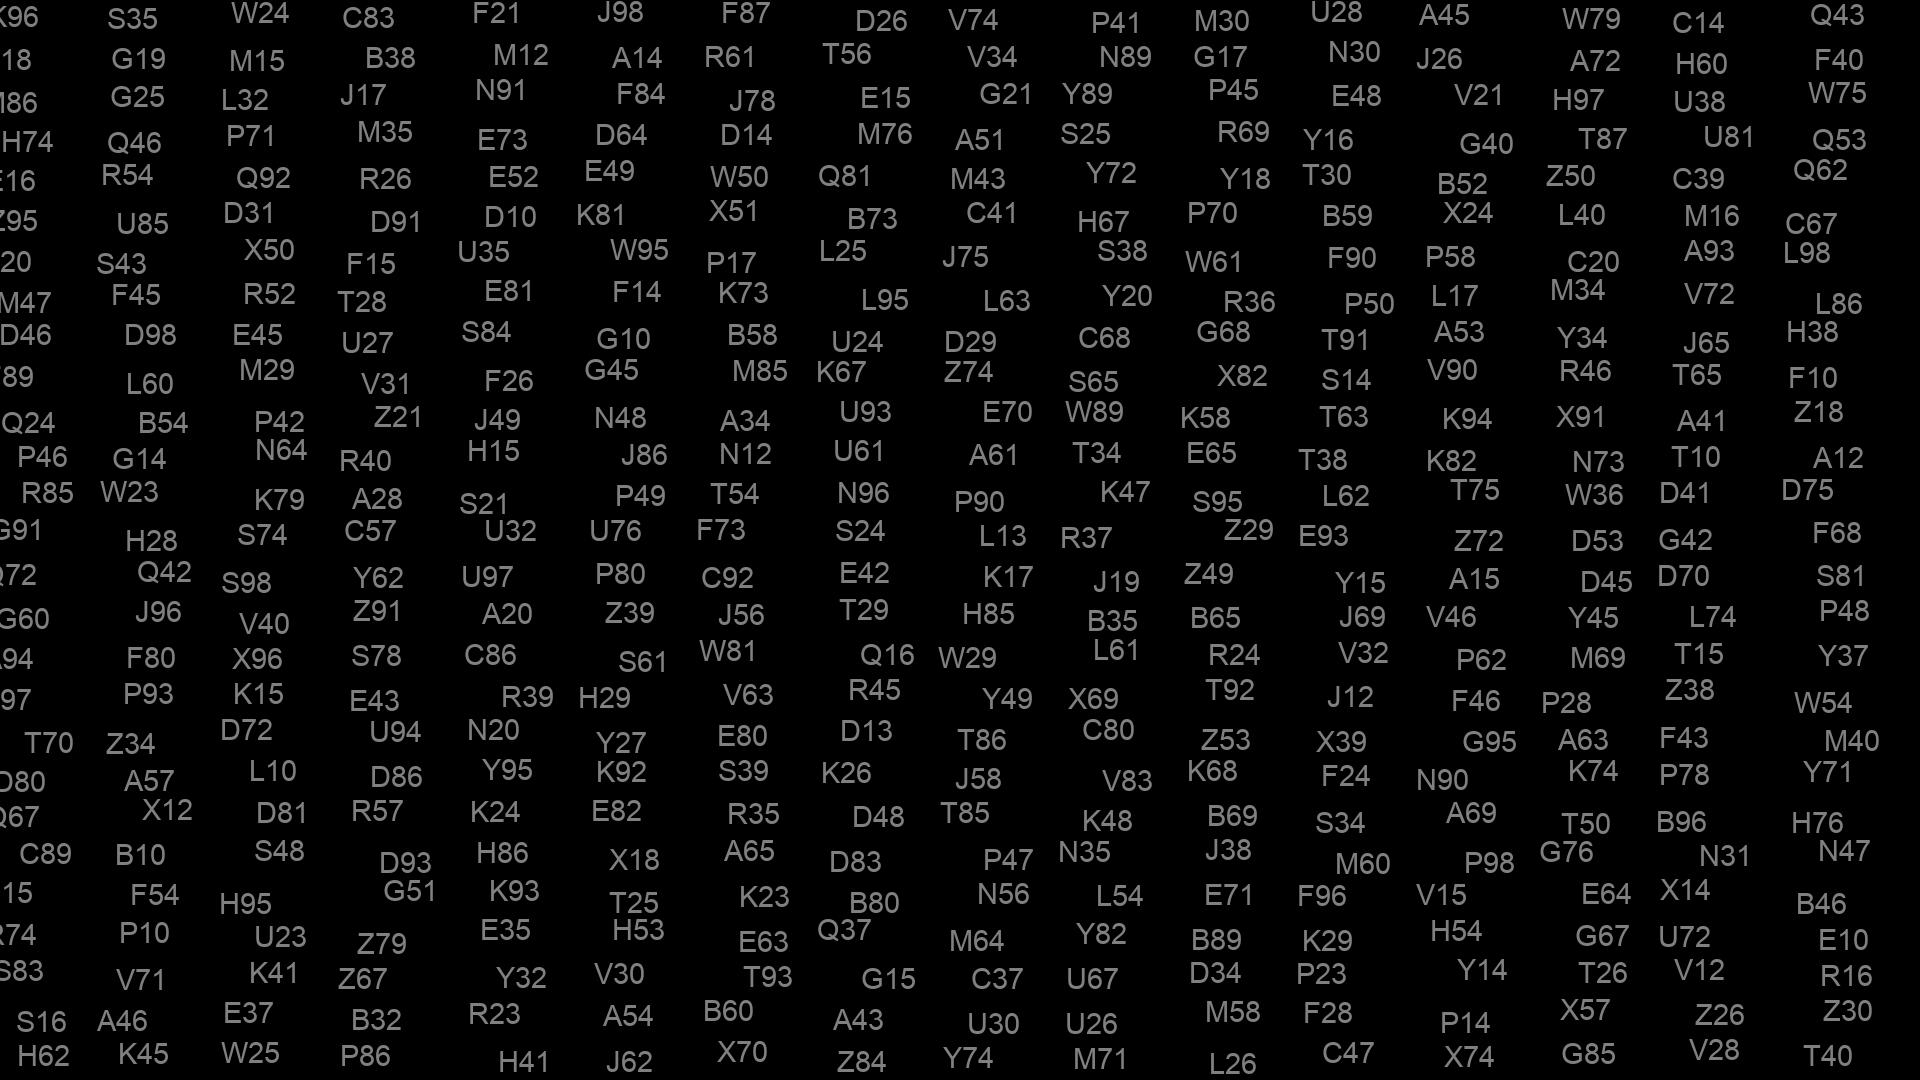 K96 S35 W24 C83 F21 J98 F87 D26 V74 P41 M30 U28 A45 W79 C14 Q43
18 G19 M15 B38 M12 A14 R61 T56 V34 N89 G17 N30 J26 A72 H60 F40
M86 G25 L32 J17 N91 F84 J78 E15 G21 Y89 P45 E48 V21 H97 U38 W75
H74 Q46 P71 M35 E73 D64 D14 M76 A51 S25 R69 Y16 G40 T87 U81 Q53
E16 R54 Q92 R26 E52 E49 W50 Q81 M43 Y72 Y18 T30 B52 Z50 C39 Q62
Z95 U85 D31 D91 D10 K81 X51 B73 C41 H67 P70 B59 X24 L40 M16 C67
20 S43 X50 F15 U35 W95 P17 L25 J75 S38 W61 F90 P58 C20 A93 L98
M47 F45 R52 T28 E81 F14 K73 L95 L63 Y20 R36 P50 L17 M34 V72 L86
D46 D98 E45 U27 S84 G10 B58 U24 D29 C68 G68 T91 A53 Y34 J65 H38
89 L60 M29 V31 F26 G45 M85 K67 Z74 S65 X82 S14 V90 R46 T65 F10
Q24 B54 P42 Z21 J49 N48 A34 U93 E70 W89 K58 T63 K94 X91 A41 Z18
P46 G14 N64 R40 H15 J86 N12 U61 A61 T34 E65 T38 K82 N73 T10 A12
R85 W23 K79 A28 S21 P49 T54 N96 P90 K47 S95 L62 T75 W36 D41 D75
G91 H28 S74 C57 U32 U76 F73 S24 L13 R37 Z29 E93 Z72 D53 G42 F68
Q72 Q42 S98 Y62 U97 P80 C92 E42 K17 J19 Z49 Y15 A15 D45 D70 S81
G60 J96 V40 Z91 A20 Z39 J56 T29 H85 B35 B65 J69 V46 Y45 L74 P48
A94 F80 X96 S78 C86 S61 W81 Q16 W29 L61 R24 V32 P62 M69 T15 Y37
97 P93 K15 E43 R39 H29 V63 R45 Y49 X69 T92 J12 F46 P28 Z38 W54
T70 Z34 D72 U94 N20 Y27 E80 D13 T86 C80 Z53 X39 G95 A63 F43 M40
D80 A57 L10 D86 Y95 K92 S39 K26 J58 V83 K68 F24 N90 K74 P78 Y71
Q67 X12 D81 R57 K24 E82 R35 D48 T85 K48 B69 S34 A69 T50 B96 H76
C89 B10 S48 D93 H86 X18 A65 D83 P47 N35 J38 M60 P98 G76 N31 N47
15 F54 H95 G51 K93 T25 K23 B80 N56 L54 E71 F96 V15 E64 X14 B46
R74 P10 U23 Z79 E35 H53 E63 Q37 M64 Y82 B89 K29 H54 G67 U72 E10
S83 V71 K41 Z67 Y32 V30 T93 G15 C37 U67 D34 P23 Y14 T26 V12 R16
S16 A46 E37 B32 R23 A54 B60 A43 U30 U26 M58 F28 P14 X57 Z26 Z30
H62 K45 W25 P86 H41 J62 X70 Z84 Y74 M71 L26 C47 X74 G85 V28 T40